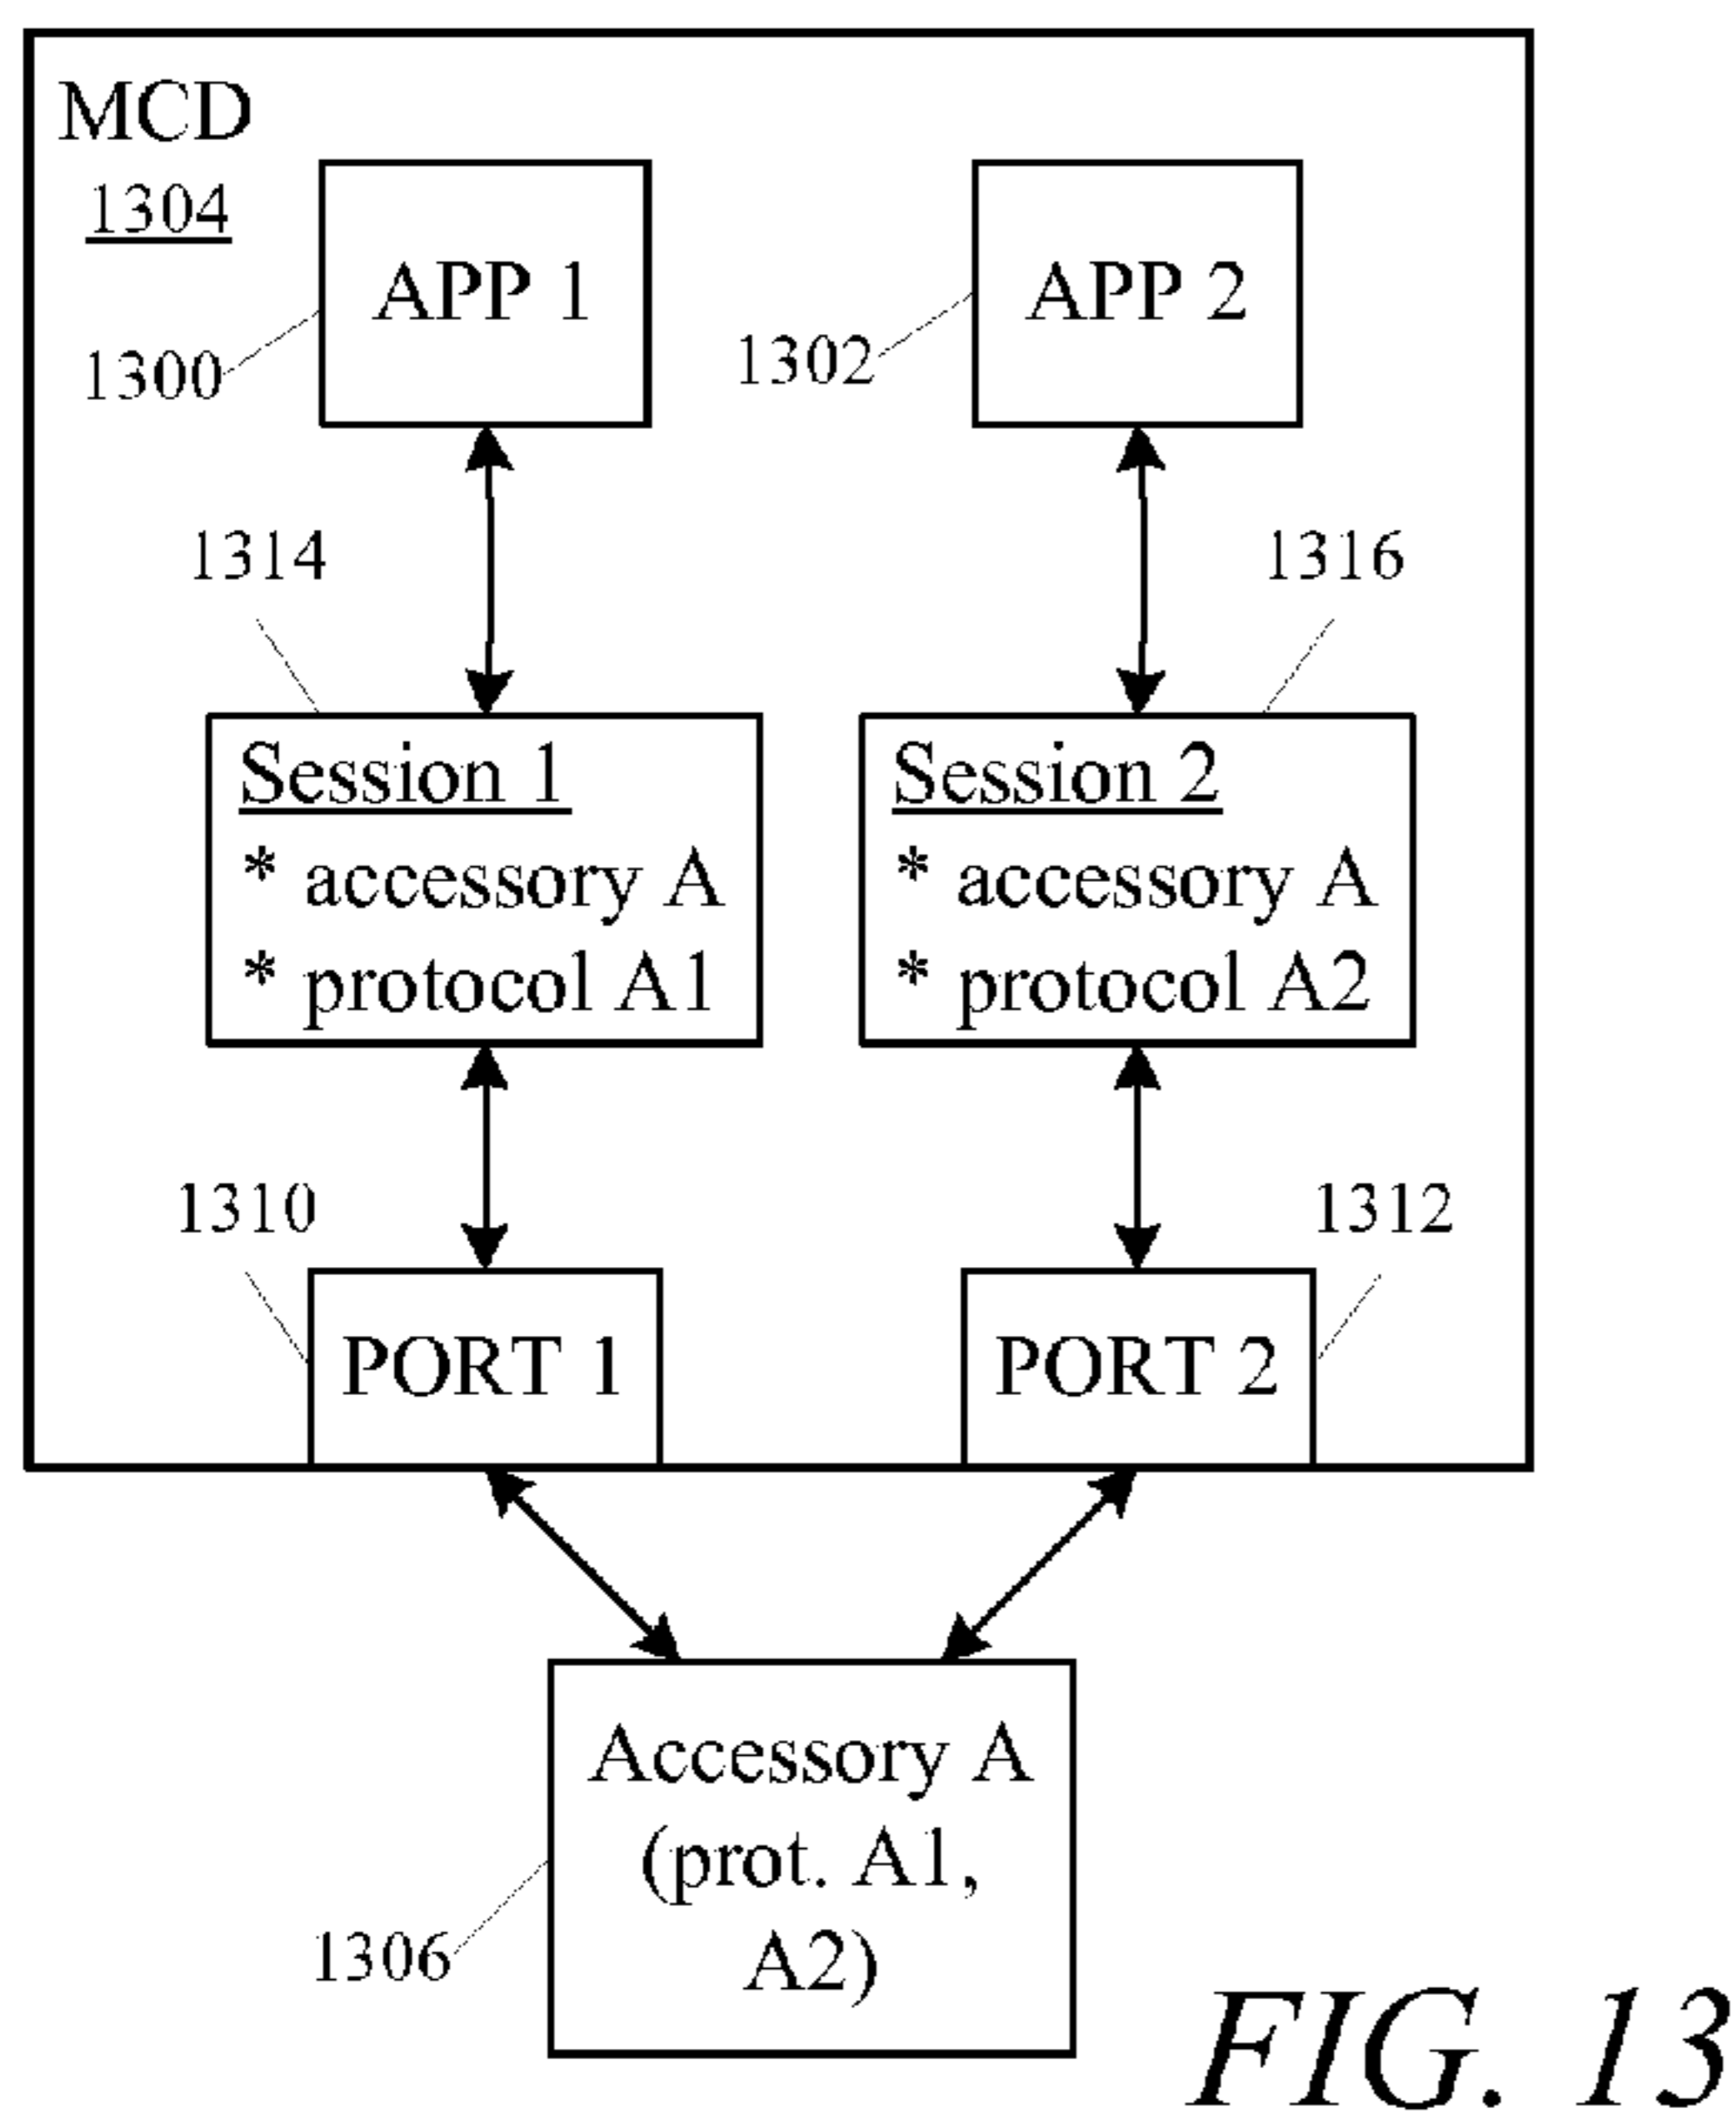 MCD
1304
APP 1
APP 2
1300
1302
1314
1316
Session 1
* accessory A
* protocol A1
Session 2
* accessory A
* protocol A2
1310
1312
PORT 1
PORT 2
Accessory A
(prot. A1,
A2)
1306
FIG. 13